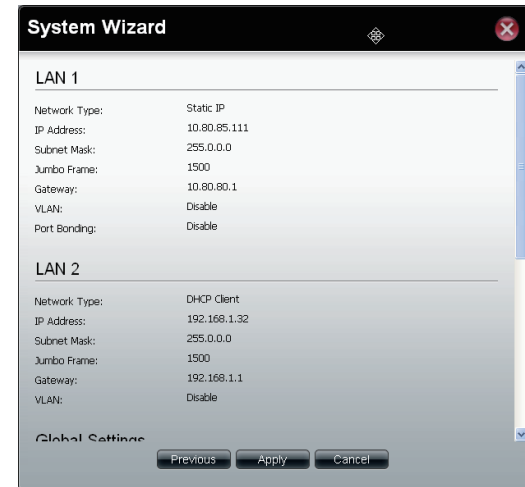 System Wizard
LAN 1
Network Type: Static IP
IP Address: 10.80.85.111
Subnet Mask: 255.0.0.0
Jumbo Frame: 1500
Gateway: 10.80.80.1
VLAN: Disable
Port Bonding: Disable
LAN 2
Network Type: DHCP Client
IP Address: 192.168.1.32
Subnet Mask: 255.0.0.0
Jumbo Frame: 1500
Gateway: 192.168.1.1
VLAN: Disable
Global Settings
Previous Apply Cancel